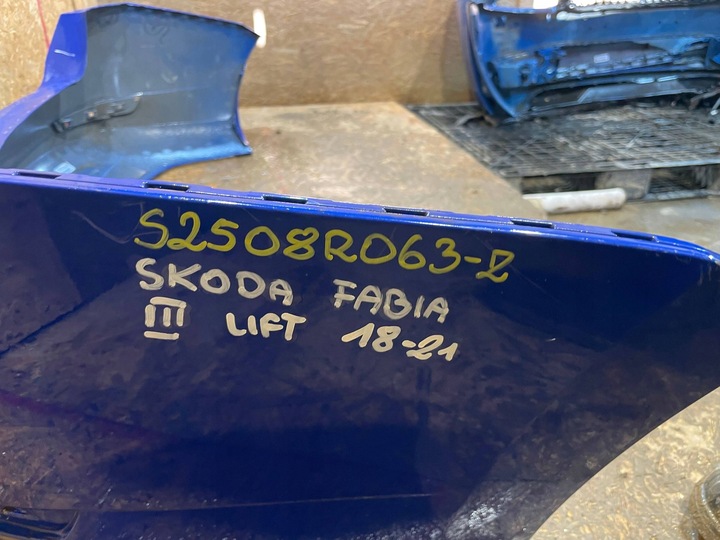 S2508R063-2
SKODA FABIA
III LIFT 18-21